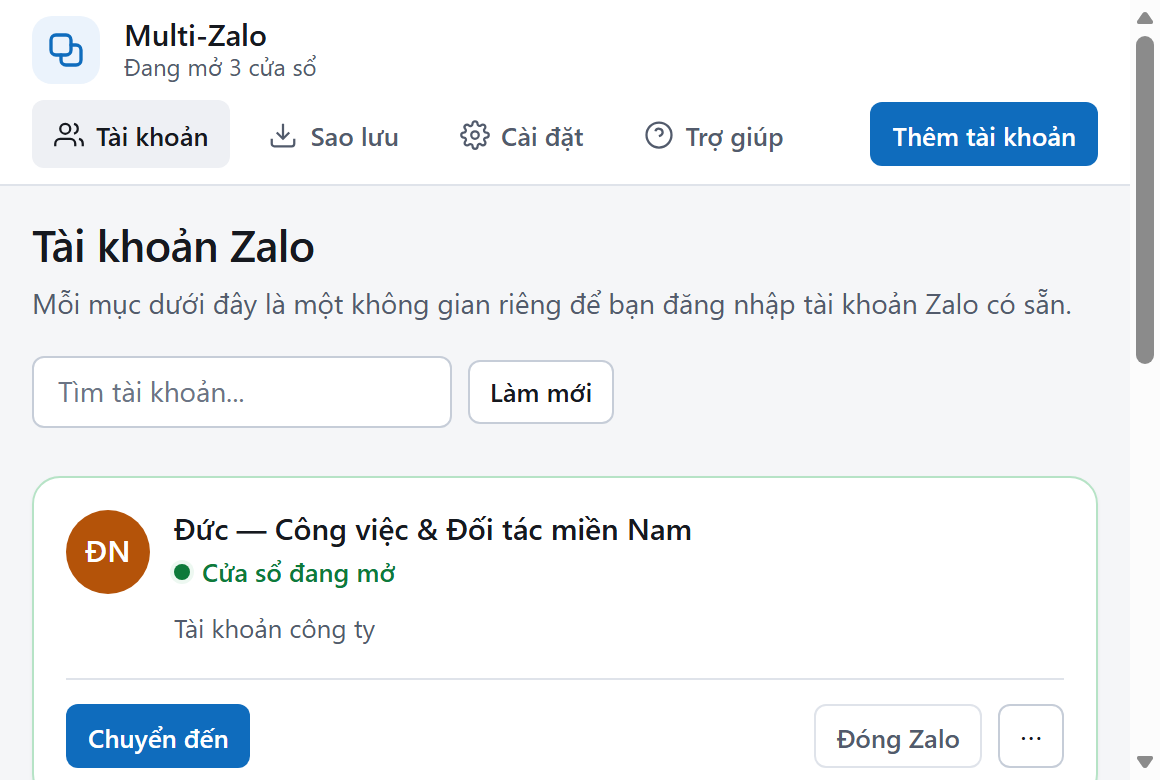 Multi-Zalo
Đang mở 3 cửa sổ
Tài khoản
Sao lưu
Cài đặt
Trợ giúp
Thêm tài khoản
Tài khoản Zalo
Mỗi mục dưới đây là một không gian riêng để bạn đăng nhập tài khoản Zalo có sẵn.
Tìm tài khoản...
Làm mới
ĐN
Đức — Công việc & Đối tác miền Nam
Cửa sổ đang mở
Tài khoản công ty
Chuyển đến
Đóng Zalo
...